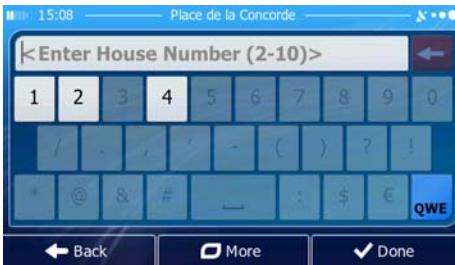 15:08 Place de la Concorde
<Enter House Number (2-10)>
1 2 3 4 5 6 7 8 9 0
/ . , ' - ( ) ? !
* @ & # : $ € QWE
Back More Done